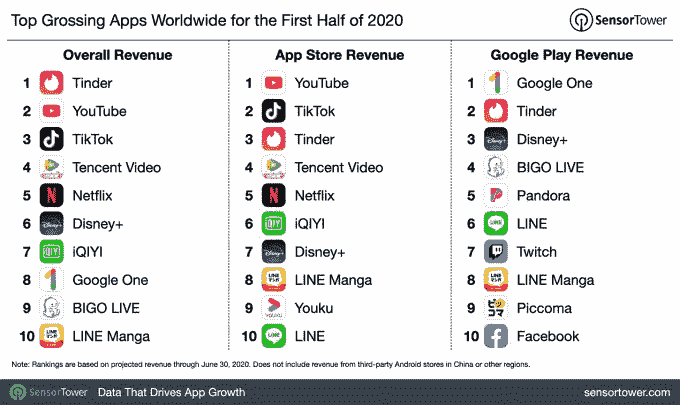 Top Grossing Apps Worldwide for the First Half of 2020
SensorTower
Overall Revenue
1 Tinder
2 YouTube
3 TikTok
4 Tencent Video
5 Netflix
6 Disney+
7 iQIYI
8 Google One
9 BIGO LIVE
10 LINE Manga
App Store Revenue
1 YouTube
2 TikTok
3 Tinder
4 Tencent Video
5 Netflix
6 iQIYI
7 Disney+
8 LINE Manga
9 Youku
10 LINE
Google Play Revenue
1 Google One
2 Tinder
3 Disney+
4 BIGO LIVE
5 Pandora
6 LINE
7 Twitch
8 LINE Manga
9 Piccoma
10 Facebook
Note: Rankings are based on projected revenue through June 30, 2020. Does not include revenue from third-party Android stores in China or other regions.
SensorTower Data That Drives App Growth
sensortower.com